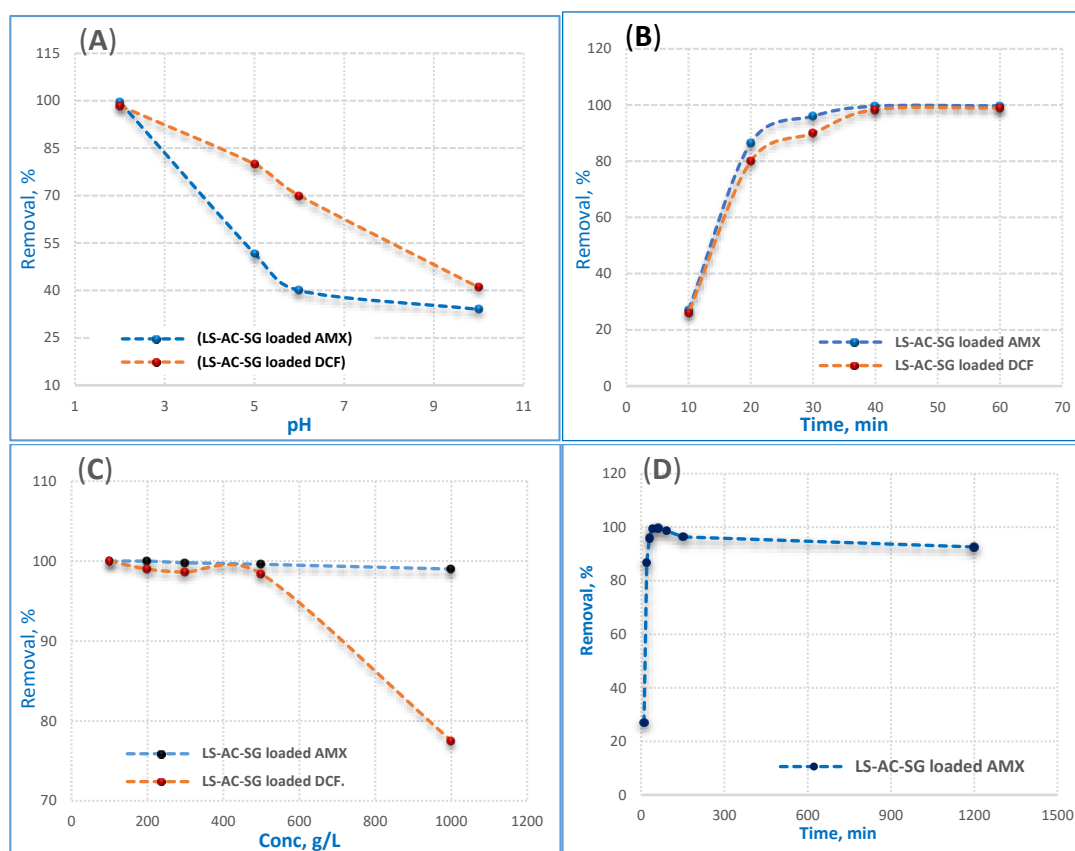 (A)
115
100
85
70
55
40
25
10
Removal, %
(LS-AC-SG loaded AMX)
(LS-AC-SG loaded DCF)
1 3 5 7 9 11
pH
(B)
120
100
80
60
40
20
0
Removal, %
LS-AC-SG loaded AMX
LS-AC-SG loaded DCF
0 10 20 30 40 50 60 70
Time, min
(C)
110
100
90
80
70
Removal, %
LS-AC-SG loaded AMX
LS-AC-SG loaded DCF.
0 200 400 600 800 1000 1200
Conc, g/L
(D)
120
100
80
60
40
20
0
Removal, %
LS-AC-SG loaded AMX
0 300 600 900 1200 1500
Time, min